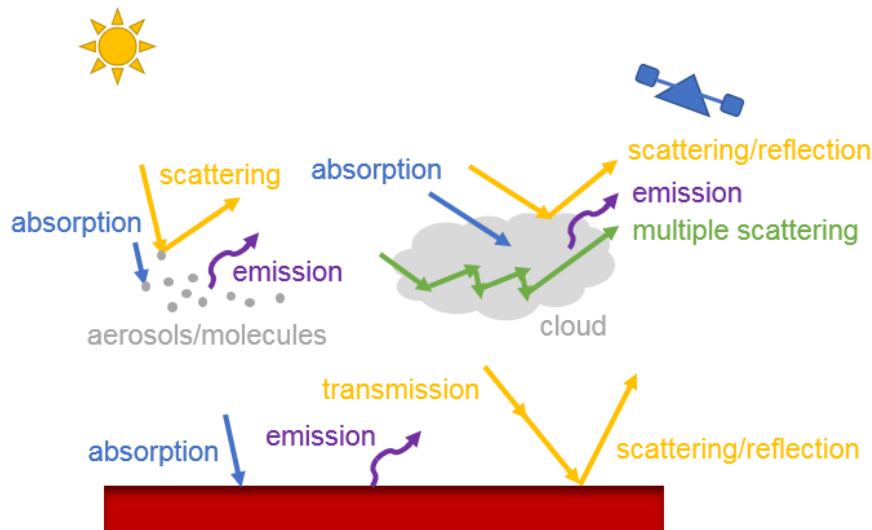 scattering/reflection
absorption
scattering
emission
absorption
multiple scattering
emission
cloud
aerosols/molecules
transmission
emission
absorption
scattering/reflection